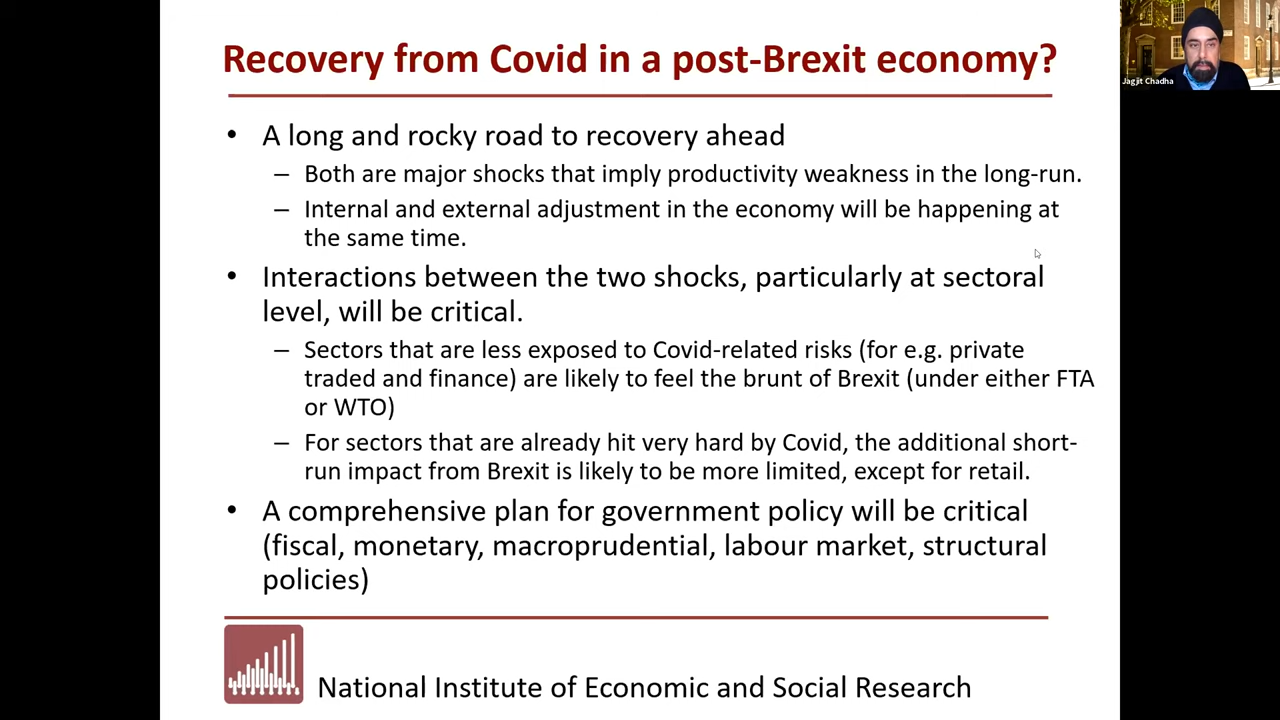 Recovery from Covid in a post-Brexit economy?
Jagjit Chadha
• A long and rocky road to recovery ahead
– Both are major shocks that imply productivity weakness in the long-run.
– Internal and external adjustment in the economy will be happening at
the same time.
• Interactions between the two shocks, particularly at sectoral
level, will be critical.
– Sectors that are less exposed to Covid-related risks (for e.g. private
traded and finance) are likely to feel the brunt of Brexit (under either FTA
or WTO)
– For sectors that are already hit very hard by Covid, the additional short-
run impact from Brexit is likely to be more limited, except for retail.
• A comprehensive plan for government policy will be critical
(fiscal, monetary, macroprudential, labour market, structural
policies)
National Institute of Economic and Social Research